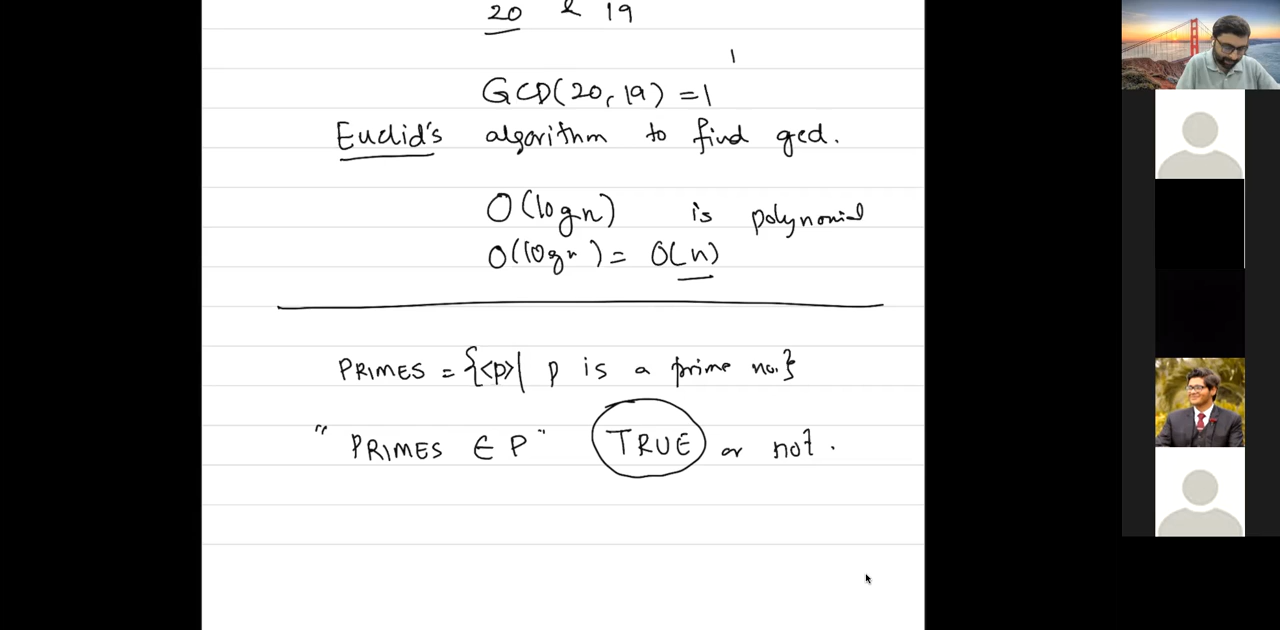 20 & 19
1
GCD(20, 19) = 1
Euclid's algorithm to find gcd.
O(log n) is polynomial
O(log n) = O(n)
PRIMES = {<p>| p is a prime no.}
"PRIMES ∈ P" TRUE or not.